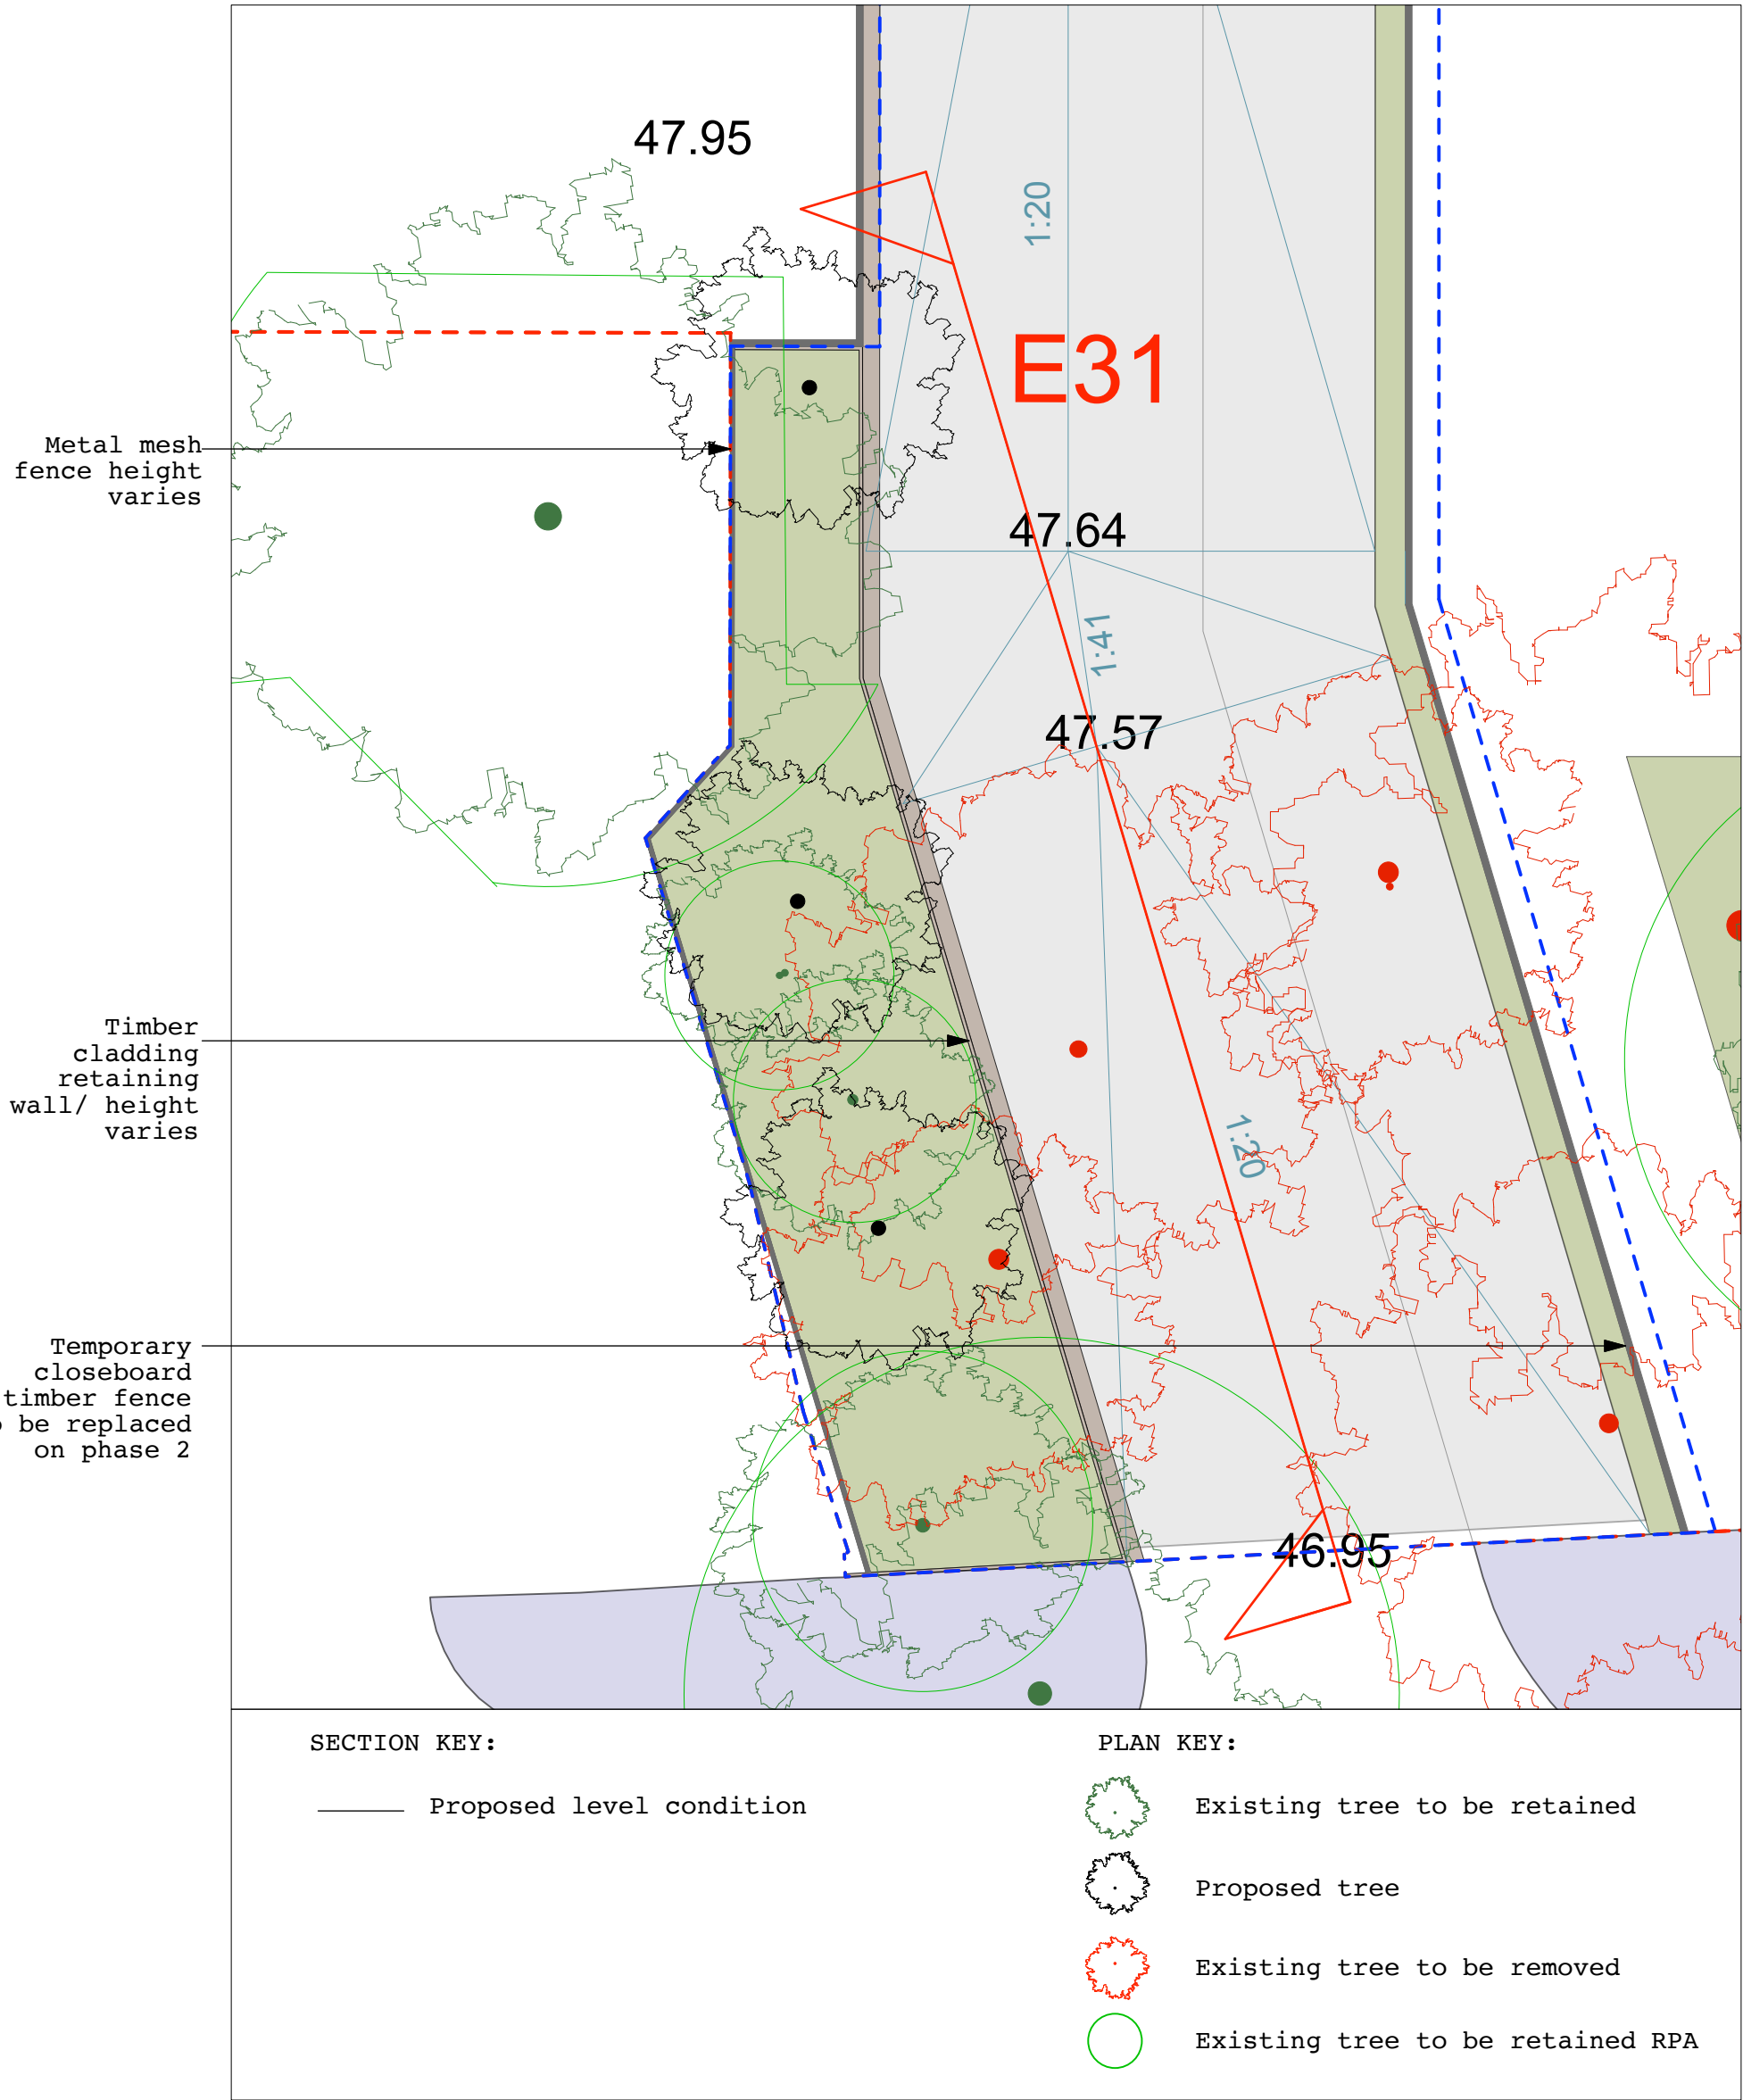 47.95
1:20
E31
Metal mesh
fence height
varies
47.64
1:41
47.57
Timber
cladding
retaining
wall/ height
varies
1:20
Temporary
closeboard
timber fence
be replaced
on phase 2
46.95
SECTION KEY:
Proposed level condition
PLAN KEY:
Existing tree to be retained
Proposed tree
Existing tree to be removed
Existing tree to be retained RPA